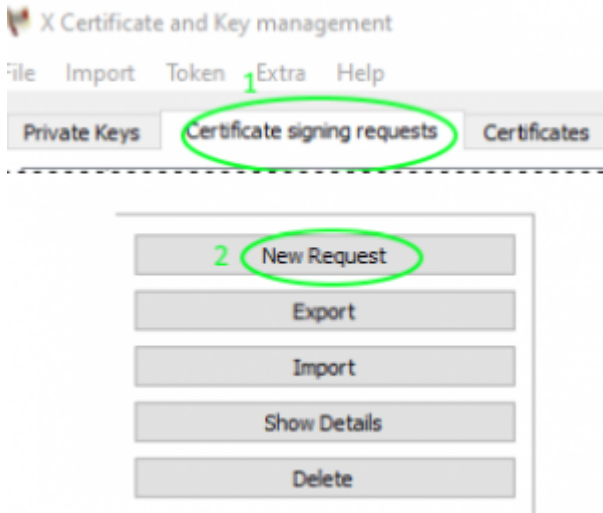 X Certificate and Key management
File Import Token Extra Help
1
Private Keys Certificate signing requests Certificates
2 New Request
Export
Import
Show Details
Delete